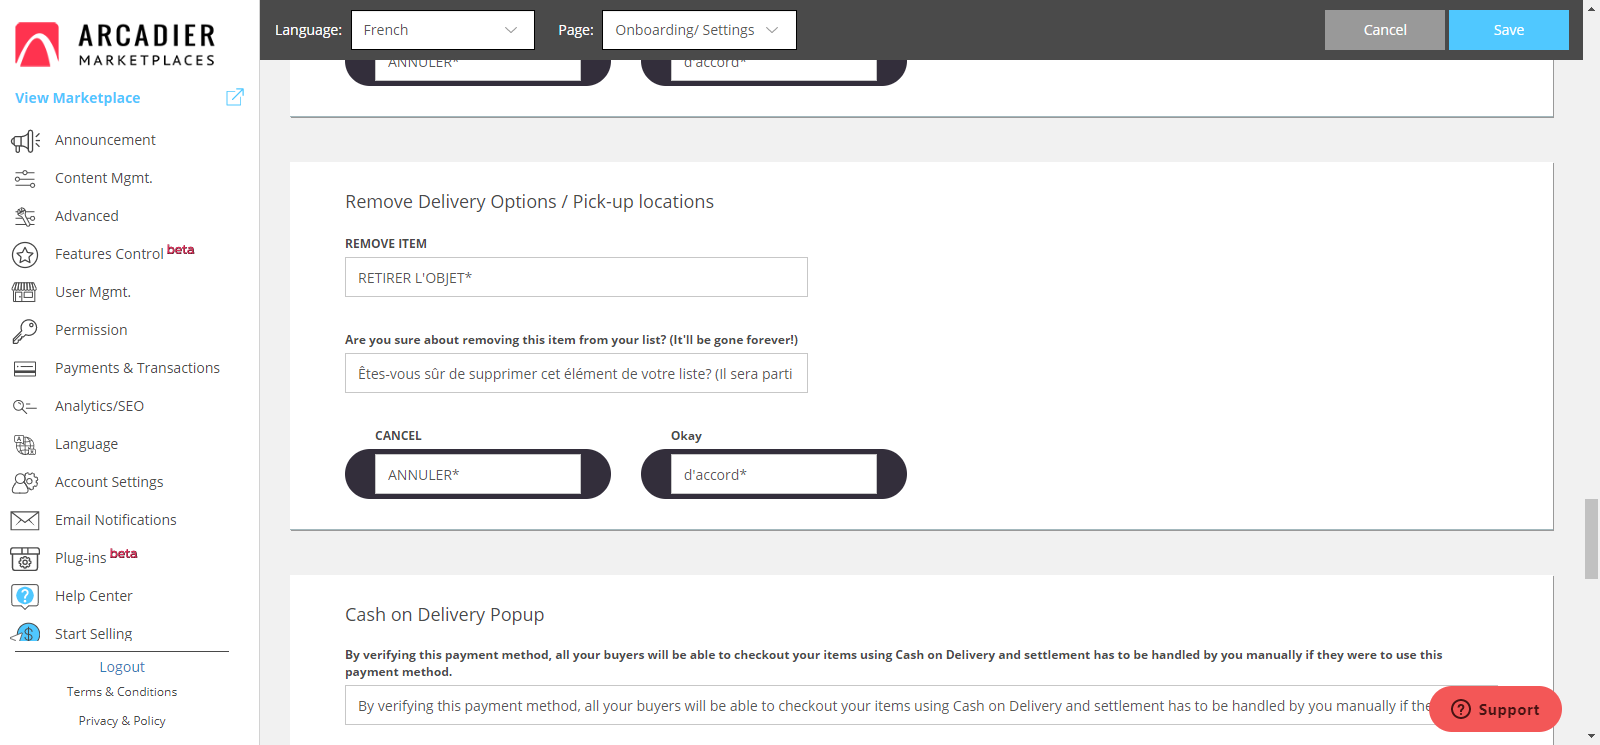 ARCADIER
MARKETPLACES
View Marketplace
Announcement
Content Mgmt.
Advanced
Features Control beta
User Mgmt.
Permission
Payments & Transactions
Analytics/SEO
Language
Account Settings
Email Notifications
Plug-ins beta
Help Center
Start Selling
Logout
Terms & Conditions
Privacy & Policy
Language: French Page: Onboarding/ Settings Cancel Save
ANNULER* d'accord*
Remove Delivery Options / Pick-up locations
REMOVE ITEM
RETIRER L'OBJET*
Are you sure about removing this item from your list? (It'll be gone forever!)
Êtes-vous sûr de supprimer cet élément de votre liste? (Il sera parti
CANCEL Okay
ANNULER* d'accord*
Cash on Delivery Popup
By verifying this payment method, all your buyers will be able to checkout your items using Cash on Delivery and settlement has to be handled by you manually if they were to use this
payment method.
By verifying this payment method, all your buyers will be able to checkout your items using Cash on Delivery and settlement has to be handled by you manually if the
Support